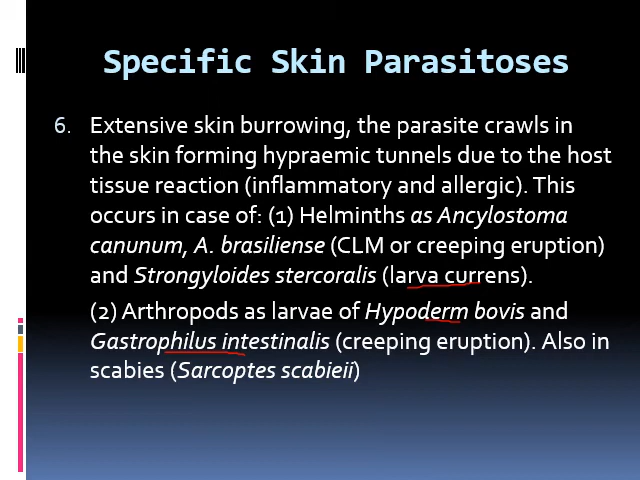 Specific Skin Parasitoses
6. Extensive skin burrowing, the parasite crawls in
the skin forming hypraemic tunnels due to the host
tissue reaction (inflammatory and allergic). This
occurs in case of: (1) Helminths as Ancylostoma
canunum, A. brasiliense (CLM or creeping eruption)
and Strongyloides stercoralis (larva currens).
(2) Arthropods as larvae of Hypoderm bovis and
Gastrophilus intestinalis (creeping eruption). Also in
scabies (Sarcoptes scabieii)